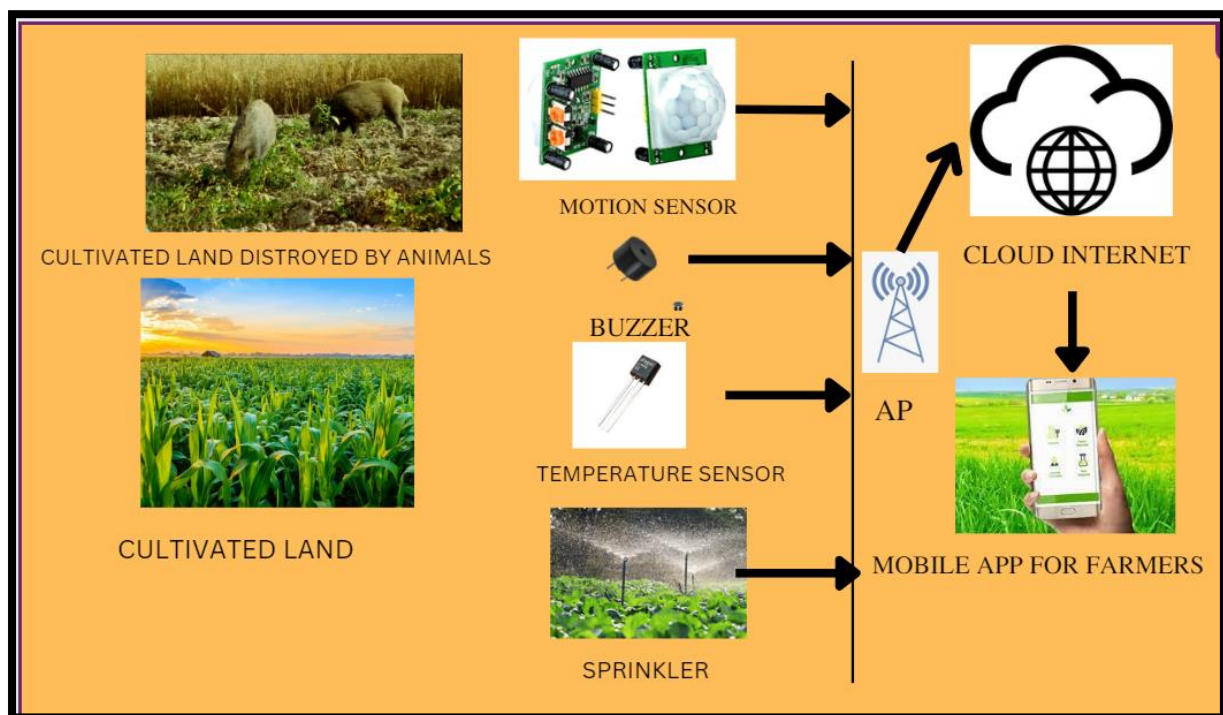 CULTIVATED LAND DISTROYED BY ANIMALS
CULTIVATED LAND
MOTION SENSOR
BUZZER
TEMPERATURE SENSOR
SPRINKLER
AP
CLOUD INTERNET
MOBILE APP FOR FARMERS